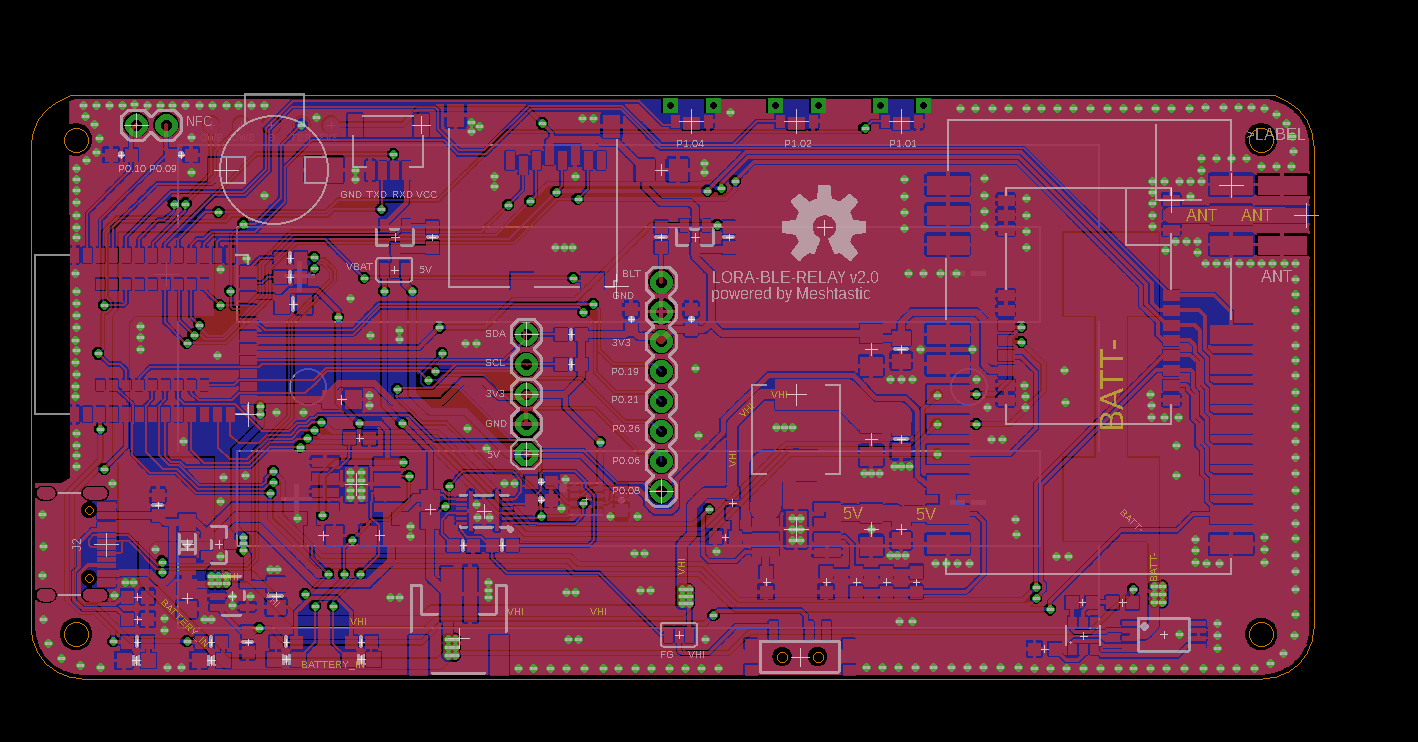 NFC
P0.10 P0.09
GND TXD RXD VCC
P1.04
P1.02
P1.01
>LABEL
ANT
ANT
ANT
VBAT
5V
LORA-BLE-RELAY v2.0
powered by Meshtastic
BLT
GND
3V3
P0.19
P0.21
P0.26
P0.06
P0.08
SDA
SCL
3V3
GND
5V
VHI
VHI
VHI
BATT-
5V
5V
BATT-
BATT-
J2
VHI
VHI
VHI
VHI
VHI
BATTERY_IN
BATTERY_IN
FG
VHI